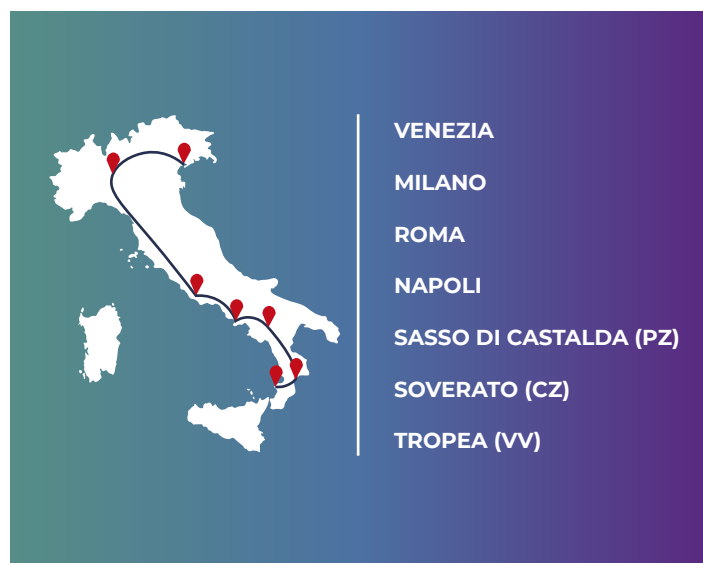 VENEZIA
MILANO
ROMA
NAPOLI
SASSO DI CASTALDA (PZ)
SOVERATO (CZ)
TROPEA (VV)